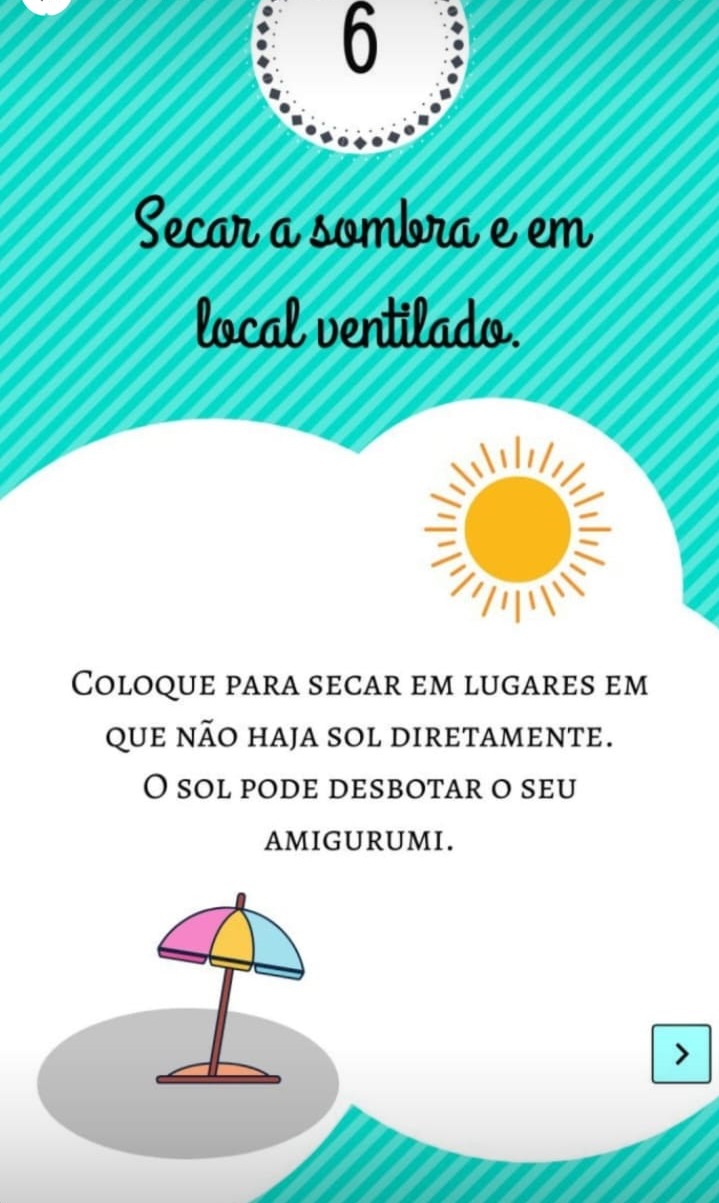 6
Secar a sombra e em
local ventilado.
Coloque para secar em lugares em
que não haja sol diretamente.
O sol pode desbotar o seu
amigurumi.